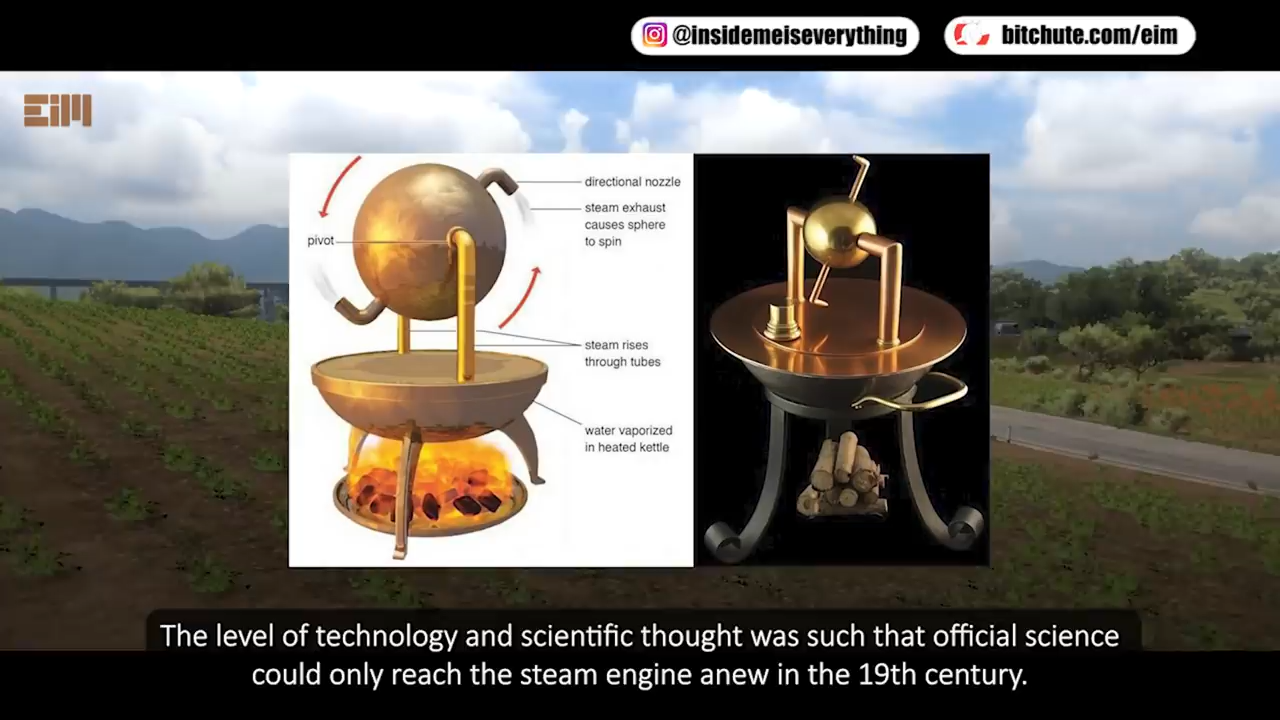 @insidemeiseverything
bitchute.com/eim
EiM
directional nozzle
steam exhaust
causes sphere
to spin
pivot
steam rises
through tubes
water vaporized
in heated kettle
The level of technology and scientific thought was such that official science
could only reach the steam engine anew in the 19th century.